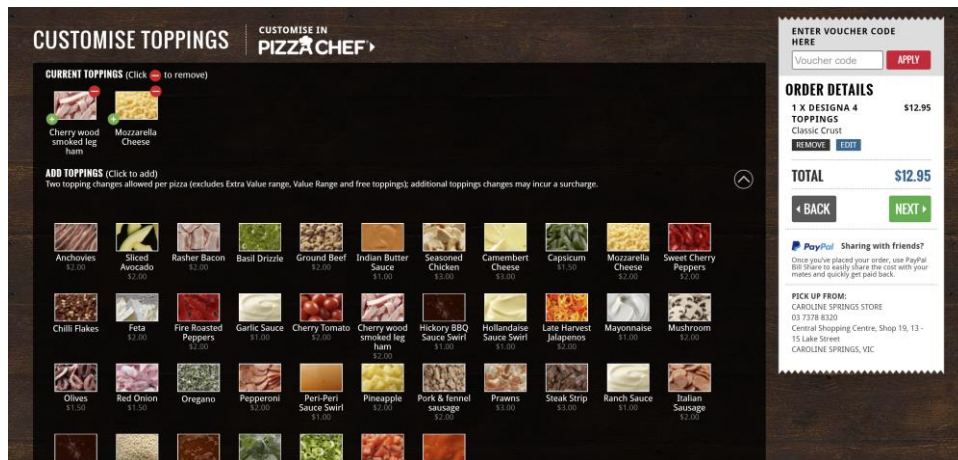 CUSTOMISE TOPPINGS
CUSTOMISE IN
PIZZA CHEF
CURRENT TOPPINGS (Click to remove)
Cherry wood
smoked leg
ham
Mozzarella
Cheese
ADD TOPPINGS (Click to add)
Two topping changes allowed per pizza (excludes Extra Value range, Value Range and free toppings); additional toppings changes may incur a surcharge.
Anchovies
$2.00
Sliced
Avocado
$2.00
Rasher Bacon
$2.00
Basil Drizzle
Ground Beef
$2.00
Indian Butter
Sauce
$1.00
Seasoned
Chicken
$3.00
Camembert
Cheese
$3.00
Capsicum
$1.50
Mozzarella
Cheese
$2.00
Sweet Cherry
Peppers
$2.00
Chilli Flakes
Feta
$2.00
Fire Roasted
Peppers
$2.00
Garlic Sauce
$1.00
Cherry Tomato
$2.00
Cherry wood
smoked leg
ham
$2.00
Hickory BBQ
Sauce Swirl
$1.00
Hollandaise
Sauce Swirl
$1.00
Late Harvest
Jalapenos
$2.00
Mayonnaise
$1.00
Mushroom
$2.00
Olives
$1.50
Red Onion
$1.50
Oregano
Pepperoni
$2.00
Peri-Peri
Sauce Swirl
$1.00
Pineapple
$2.00
Pork & fennel
sausage
$2.00
Prawns
$3.00
Steak Strip
$3.00
Ranch Sauce
$1.00
Italian
Sausage
$2.00
ENTER VOUCHER CODE
HERE
Voucher code
APPLY
ORDER DETAILS
1 X DESIGNA 4 $12.95
TOPPINGS
Classic Crust
REMOVE EDIT
TOTAL $12.95
BACK NEXT
PayPal Sharing with friends?
Once you've placed your order, use PayPal
Bill Share to easily share the cost with your
mates and quickly get paid back.
PICK UP FROM:
CAROLINE SPRINGS STORE
03 7378 8320
Central Shopping Centre, Shop 19, 13 -
15 Lake Street
CAROLINE SPRINGS, VIC